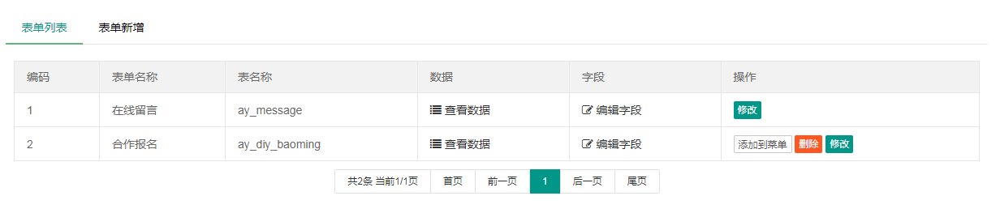 表单列表 表单新增
编码 表单名称 表名称 数据 字段 操作
1 在线留言 ay_message 查看数据 编辑字段 修改
2 合作报名 ay_diy_baoming 查看数据 编辑字段 添加到菜单 删除 修改
共2条 当前1/1页 首页 前一页 1 后一页 尾页